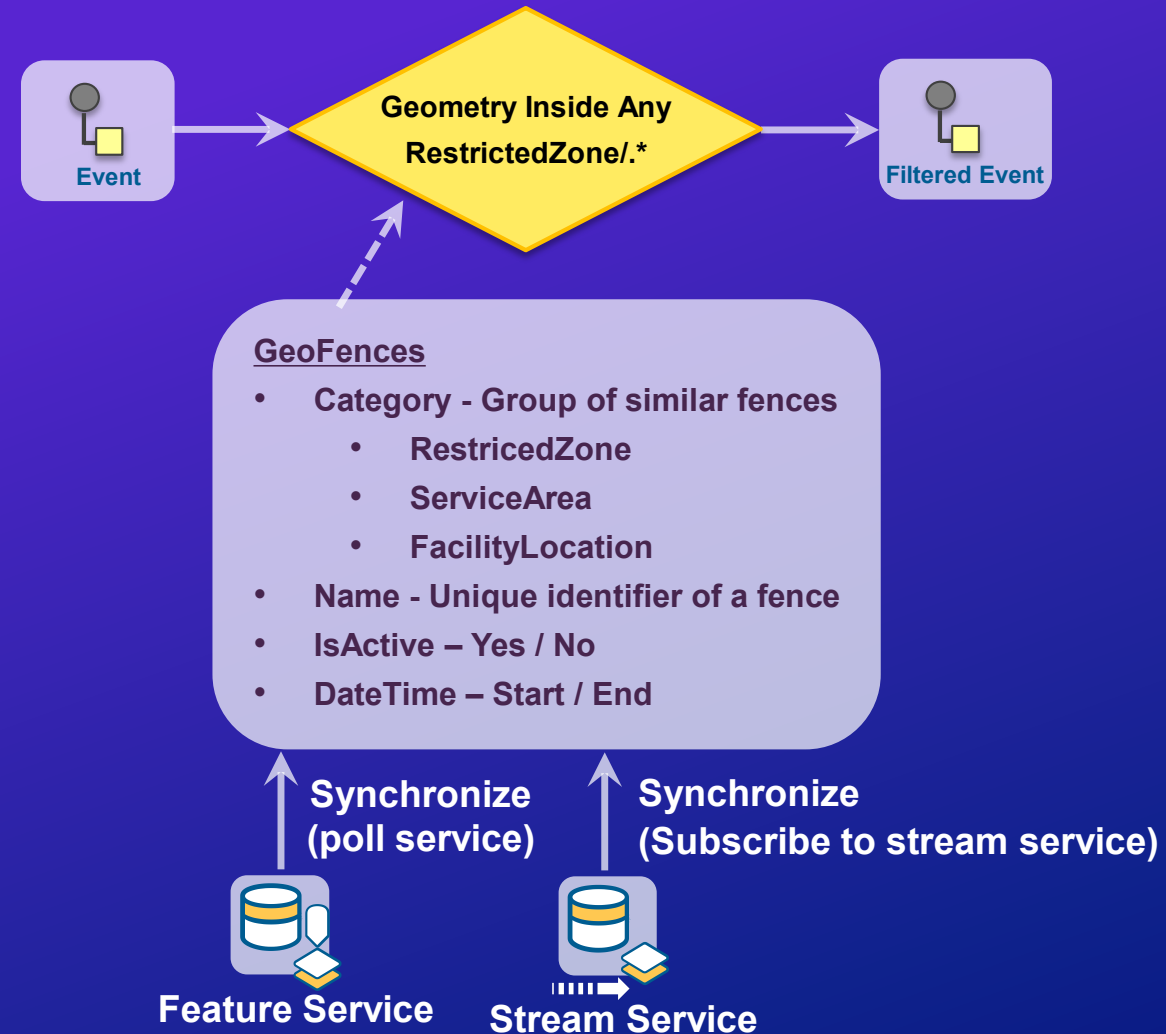 Event
Geometry Inside Any
RestrictedZone/.*
Filtered Event
GeoFences
• Category - Group of similar fences
• RestricedZone
• ServiceArea
• FacilityLocation
• Name - Unique identifier of a fence
• IsActive – Yes / No
• DateTime – Start / End
Synchronize
(poll service)
Synchronize
(Subscribe to stream service)
Feature Service
Stream Service